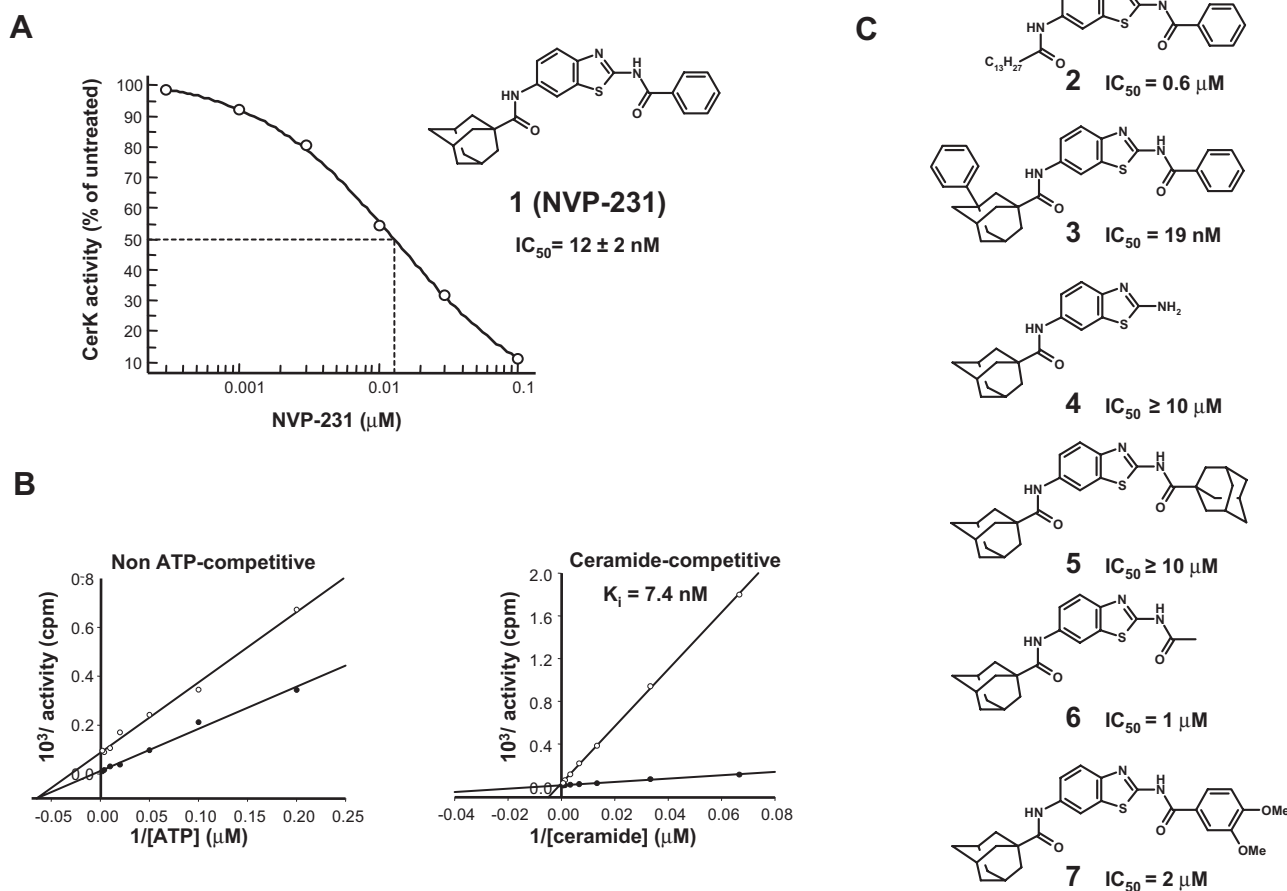 A
CerK activity (% of untreated)
100
90
80
70
60
50
40
30
20
10
0.001
0.01
0.1
NVP-231 (μM)
N
S
NH
O
HN
O
1 (NVP-231)
IC50= 12 ± 2 nM
B
Non ATP-competitive
10³/ activity (cpm)
0.8
0.6
0.4
0.2
0.0
-0.05
0.00
0.05
0.10
0.15
0.20
0.25
1/[ATP] (μM)
Ceramide-competitive
Ki = 7.4 nM
10³/ activity (cpm)
2.0
1.6
1.2
0.8
0.4
0.0
-0.04
-0.02
0.00
0.02
0.04
0.06
0.08
1/[ceramide] (μM)
C
S
N
O
HN
C13H27
O
2 IC50 = 0.6 μM
N
H
N
S
O
HN
O
3 IC50 = 19 nM
N
NH2
S
HN
O
4 IC50 ≥ 10 μM
N
H
N
S
O
HN
O
5 IC50 ≥ 10 μM
N
H
N
S
O
HN
O
6 IC50 = 1 μM
N
H
N
S
O
HN
O
OMe
OMe
7 IC50 = 2 μM